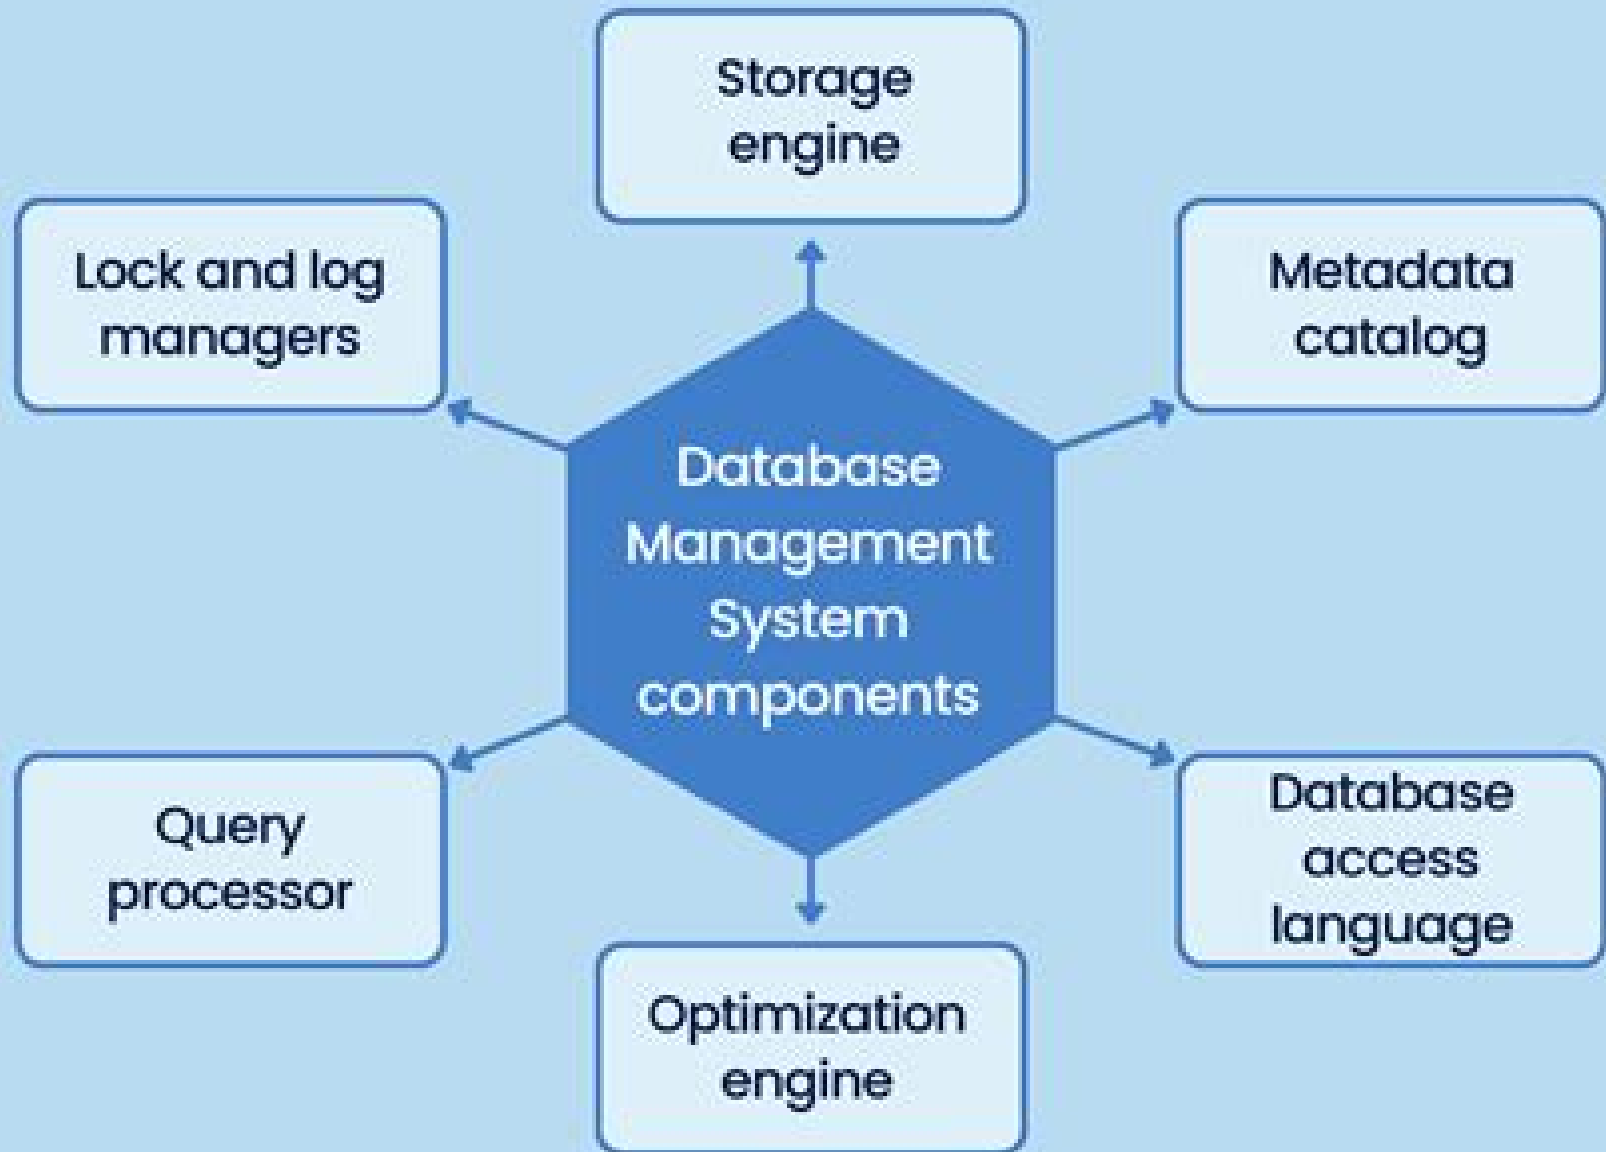 Storage
engine
Lock and log
managers
Metadata
catalog
Database
Management
System
components
Query
processor
Database
access
language
Optimization
engine